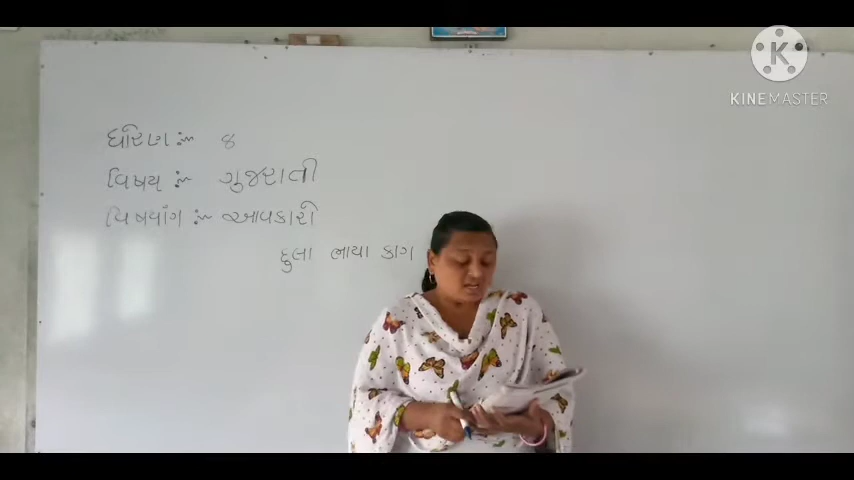 ધોરણ :- ૪
વિષય :- ગુજરાતી
વિષયાંગ :- આવકારો
દુલા ભાયા કાગ
KINEMASTER